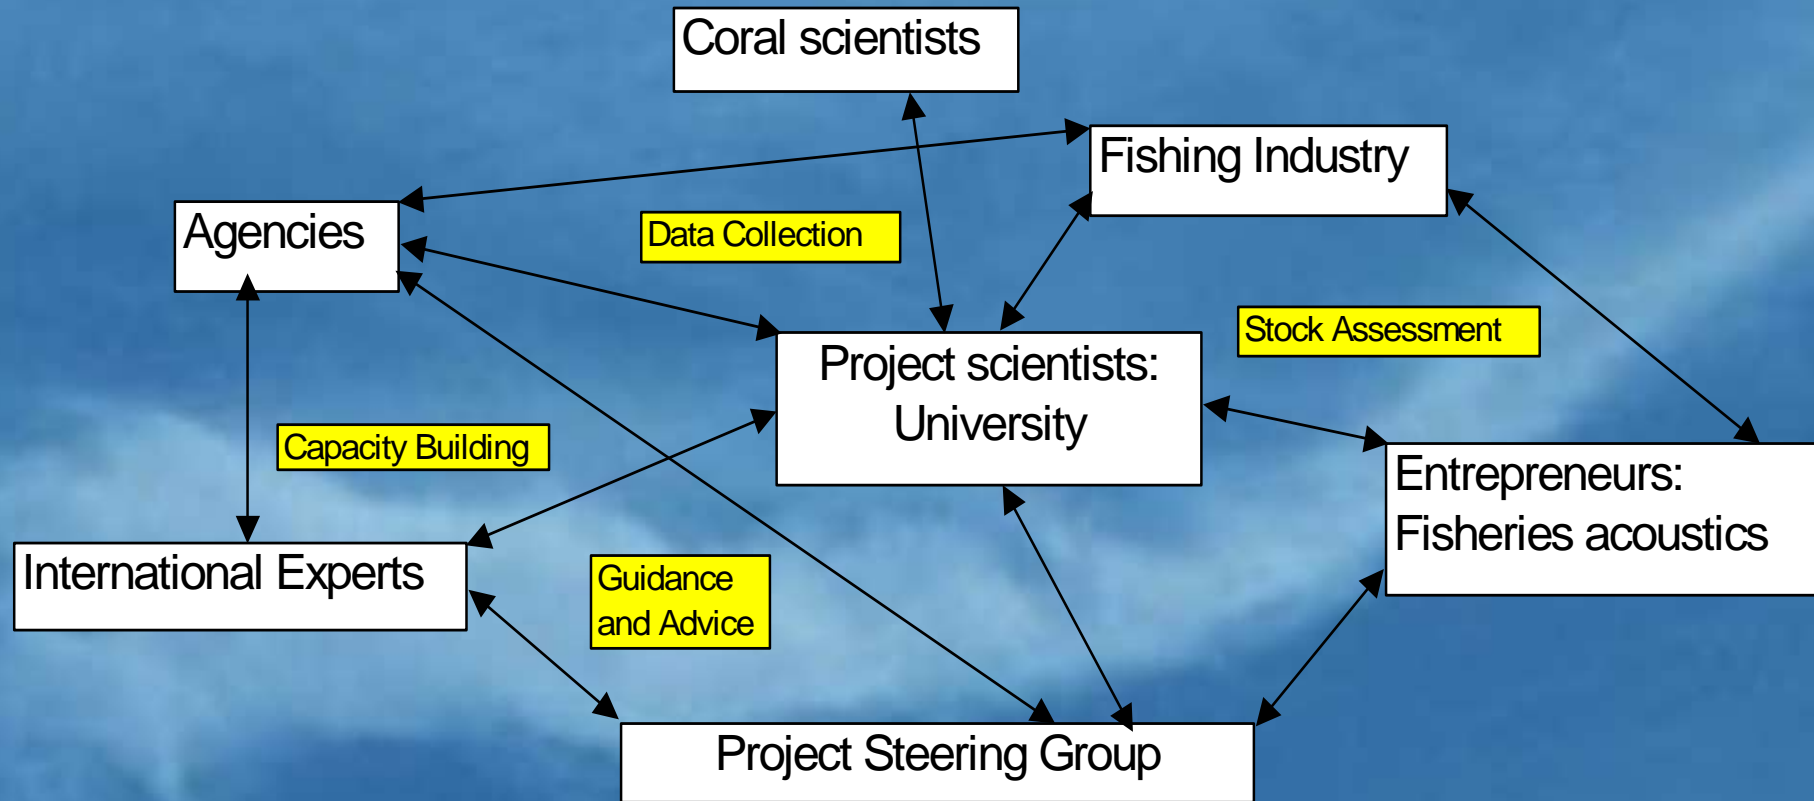 Coral scientists
Fishing Industry
Agencies
Data Collection
Stock Assessment
Project scientists:
University
Capacity Building
Entrepreneurs:
Fisheries acoustics
International Experts
Guidance
and Advice
Project Steering Group